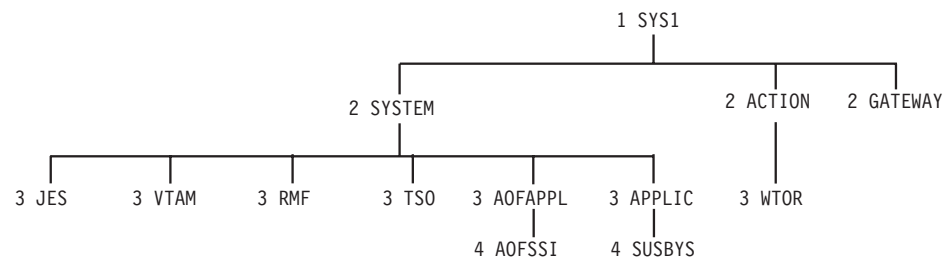 1 SYS1
2 SYSTEM
2 ACTION
2 GATEWAY
3 JES
3 VTAM
3 RMF
3 TSO
3 AOFAPPL
3 APPLIC
3 WTOR
4 AOFSSI
4 SUSBYS